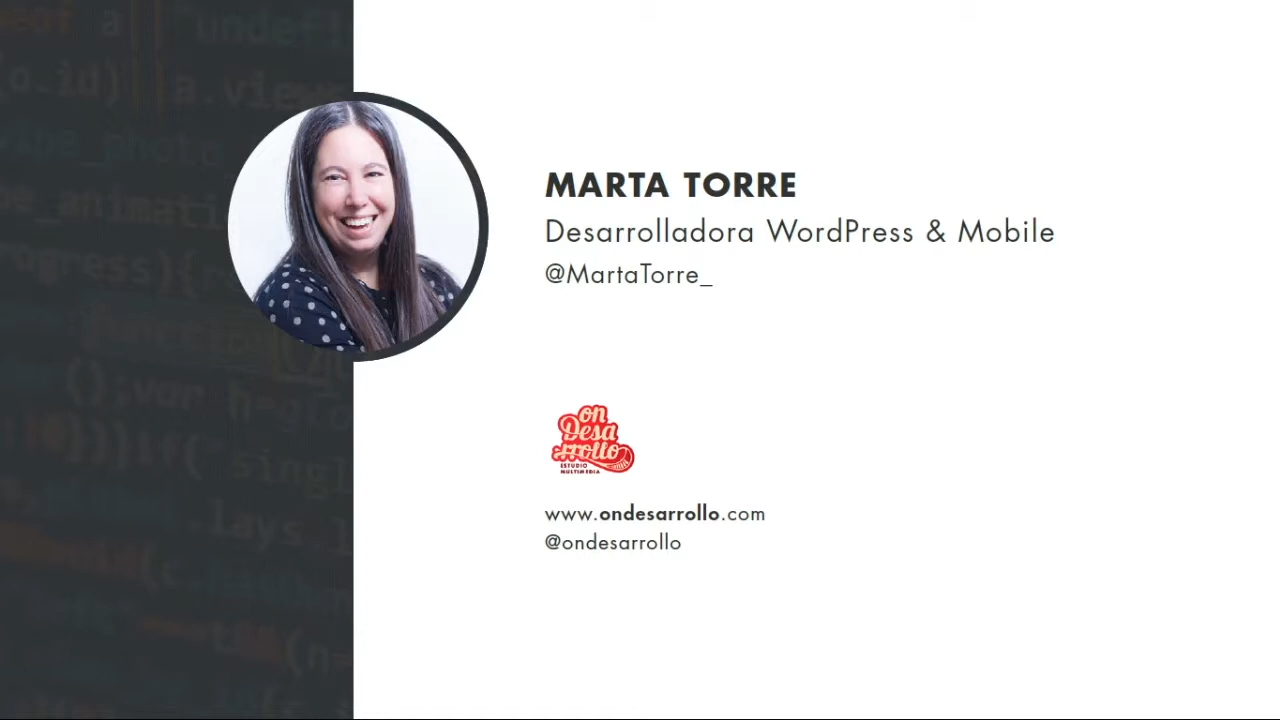 MARTA TORRE
Desarrolladora WordPress & Mobile
@MartaTorre_
on
Desa
rrollo
ESTUDIO
MULTIMEDIA
www.ondesarrollo.com
@ondesarrollo